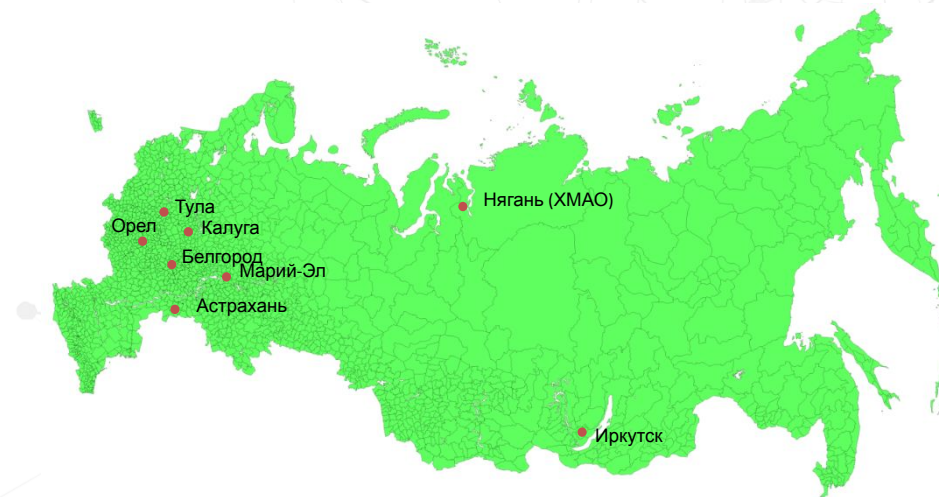 Нягань (ХМАО)
Тула
Орел
Калуга
Белгород
Марий-Эл
Астрахань
Иркутск